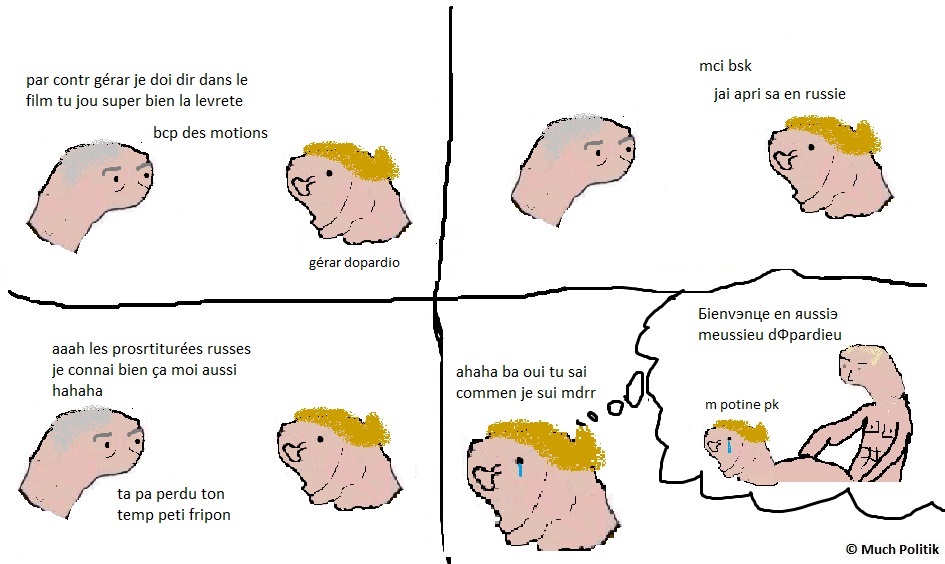 par contr gérar je doi dir dans le
film tu jou super bien la levrete
bcp des motions
gérar dopardio
mci bsk
jai apri sa en russie
aaah les prosrtiturées russes
je connai bien ça moi aussi
hahaha
ta pa perdu ton
temp peti fripon
ahaha ba oui tu sai
commen je sui mdrr
Біenvэnцe en яussiэ
meussieu dФpardieu
m potine pk
© Much Politik